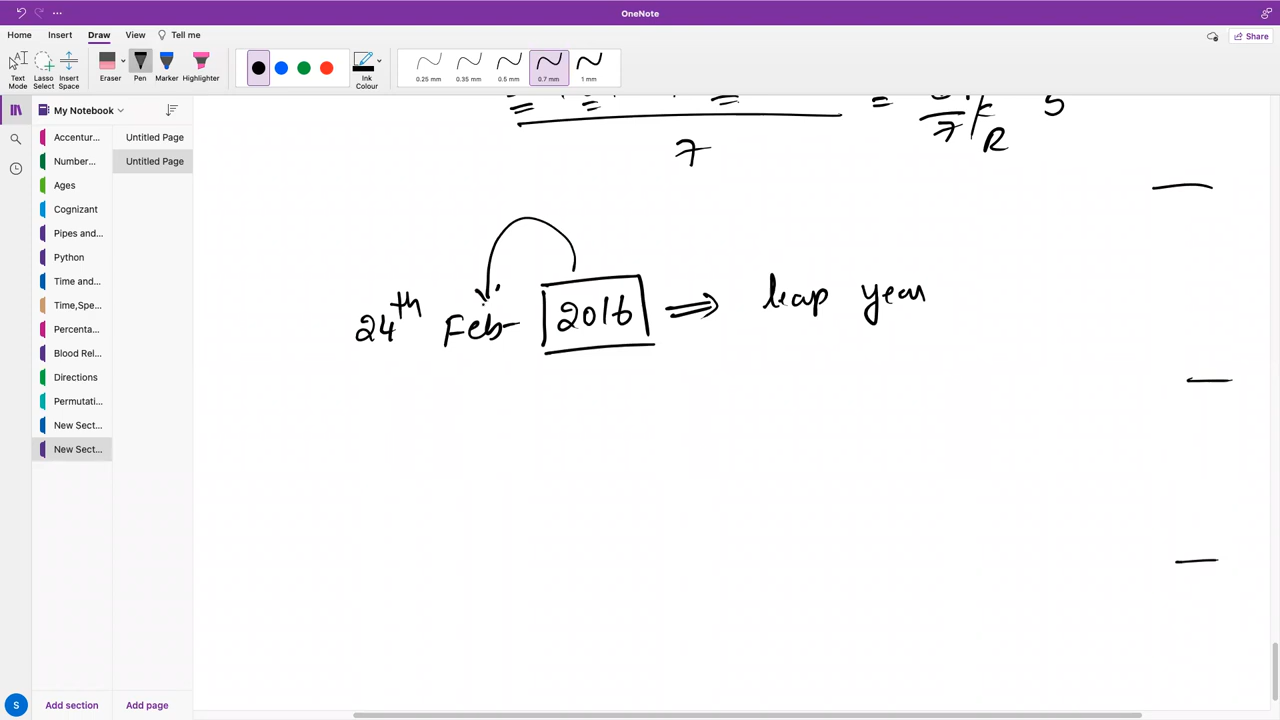 OneNote
Home Insert Draw View Tell me
Share
Text Mode
Lasso Select
Insert Space
Eraser
Pen
Marker
Highlighter
Ink Colour
0.25 mm 0.35 mm 0.5 mm 0.7 mm 1 mm
My Notebook
Accentur...
Number...
Ages
Cognizant
Pipes and...
Python
Time and...
Time,Spe...
Percenta...
Blood Rel...
Directions
Permutati...
New Sect...
New Sect...
Untitled Page
Untitled Page
= 5
7 7 R
24th Feb 2016 ⇒ leap year
S
Add section
Add page